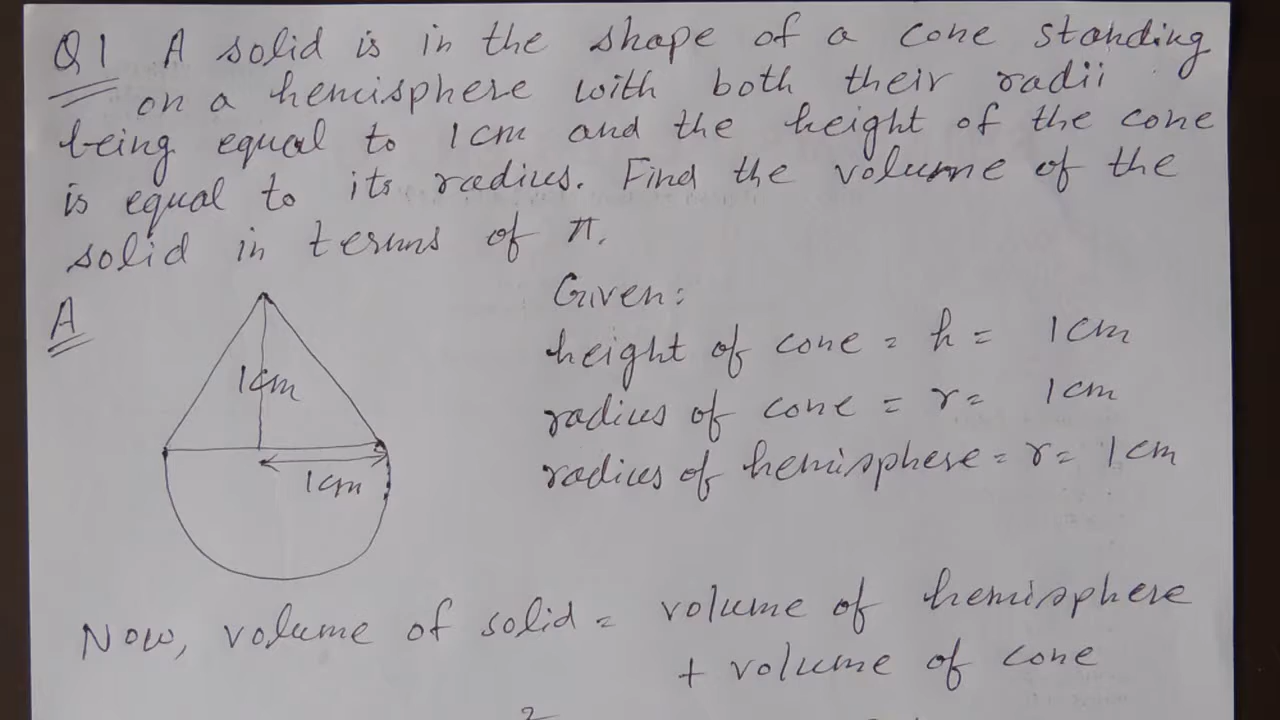 Q1 A solid is in the shape of a cone standing
on a hemisphere with both their radii
being equal to 1cm and the height of the cone
is equal to its radius. Find the volume of the
solid in terms of π.
A
Given:
height of cone = h = 1cm
radius of cone = r = 1cm
radius of hemisphere = r = 1cm
1cm
1cm
Now, volume of solid = volume of hemisphere
+ volume of cone